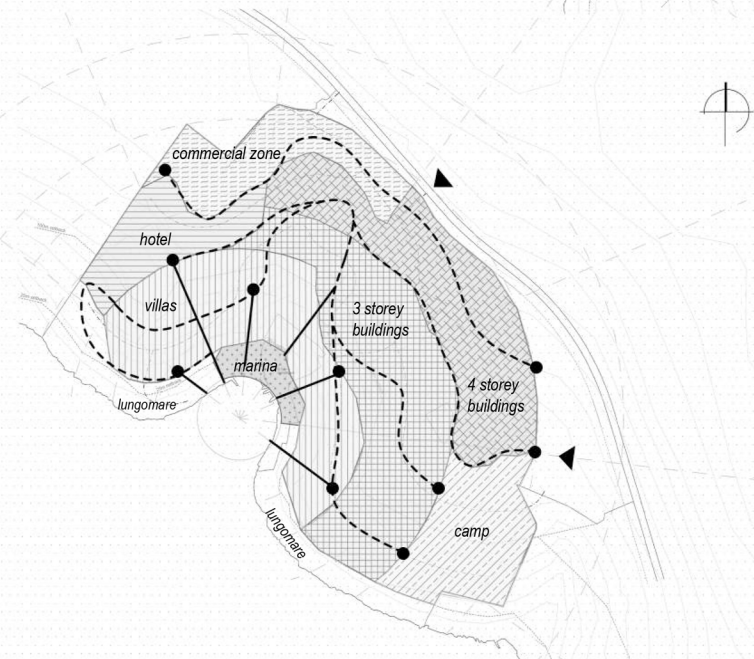 commercial zone
hotel
villas
3 storey
buildings
marina
4 storey
buildings
lungomare
lungomare
camp